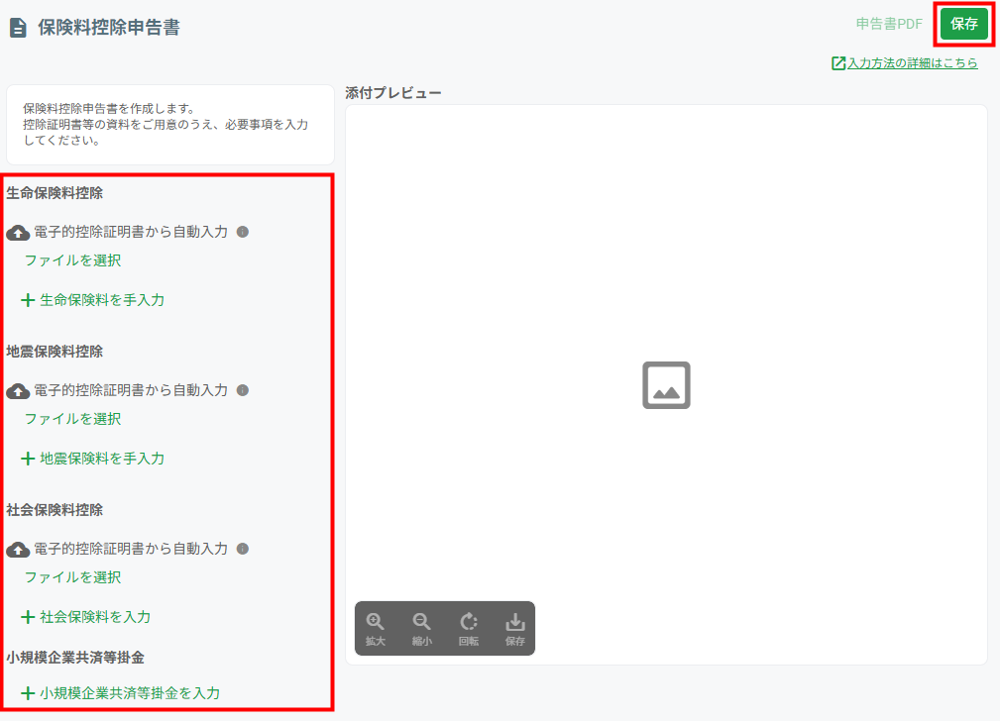 保険料控除申告書
申告書PDF
保存
入力方法の詳細はこちら
保険料控除申告書を作成します。
控除証明書等の資料をご用意のうえ、必要事項を入力
してください。
生命保険料控除
電子的控除証明書から自動入力
ファイルを選択
生命保険料を手入力
地震保険料控除
電子的控除証明書から自動入力
ファイルを選択
地震保険料を手入力
社会保険料控除
電子的控除証明書から自動入力
ファイルを選択
社会保険料を入力
小規模企業共済等掛金
小規模企業共済等掛金を入力
添付プレビュー
拡大
縮小
回転
保存